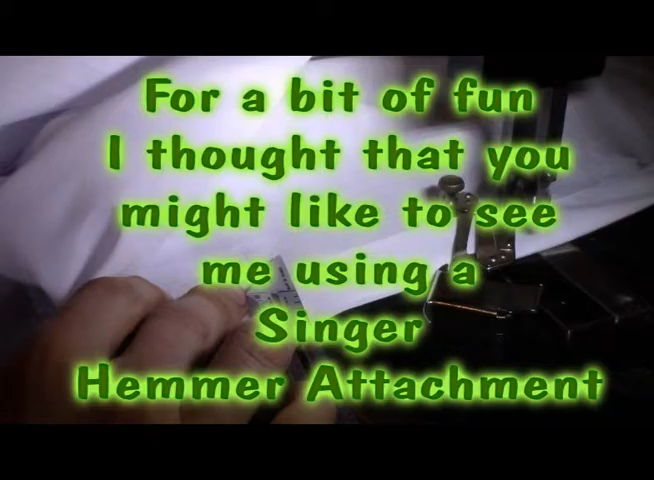 For a bit of fun
I thought that you
might like to see
me using a
Singer
Hemmer Attachment